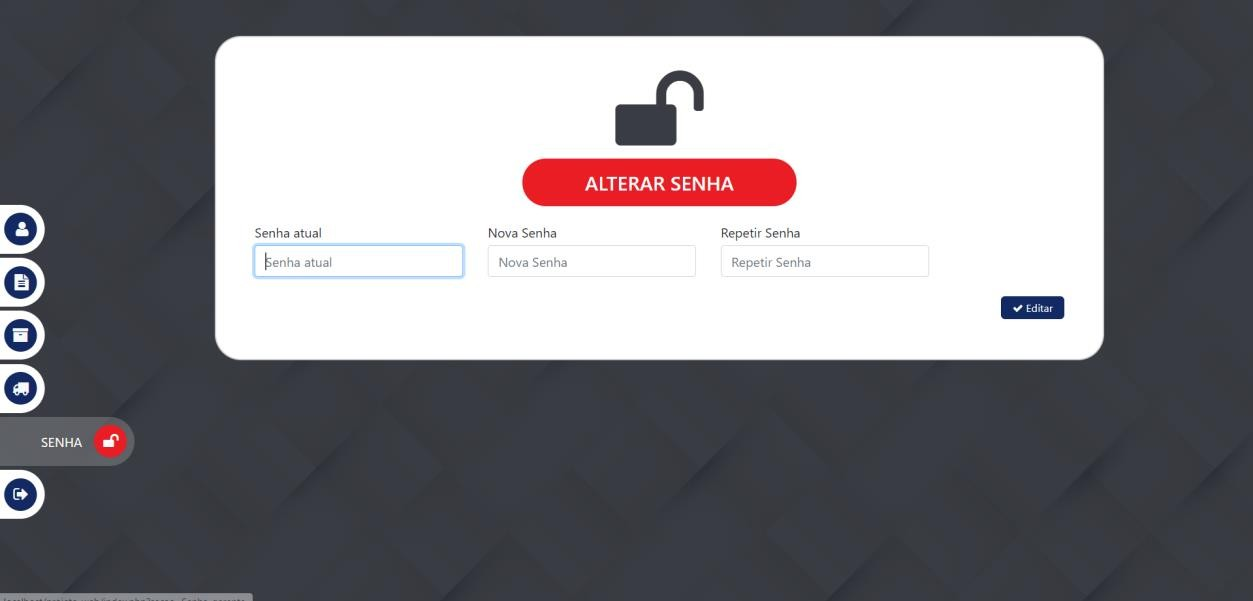 ALTERAR SENHA
Senha atual
Nova Senha
Repetir Senha
Senha atual
Nova Senha
Repetir Senha
Editar
SENHA